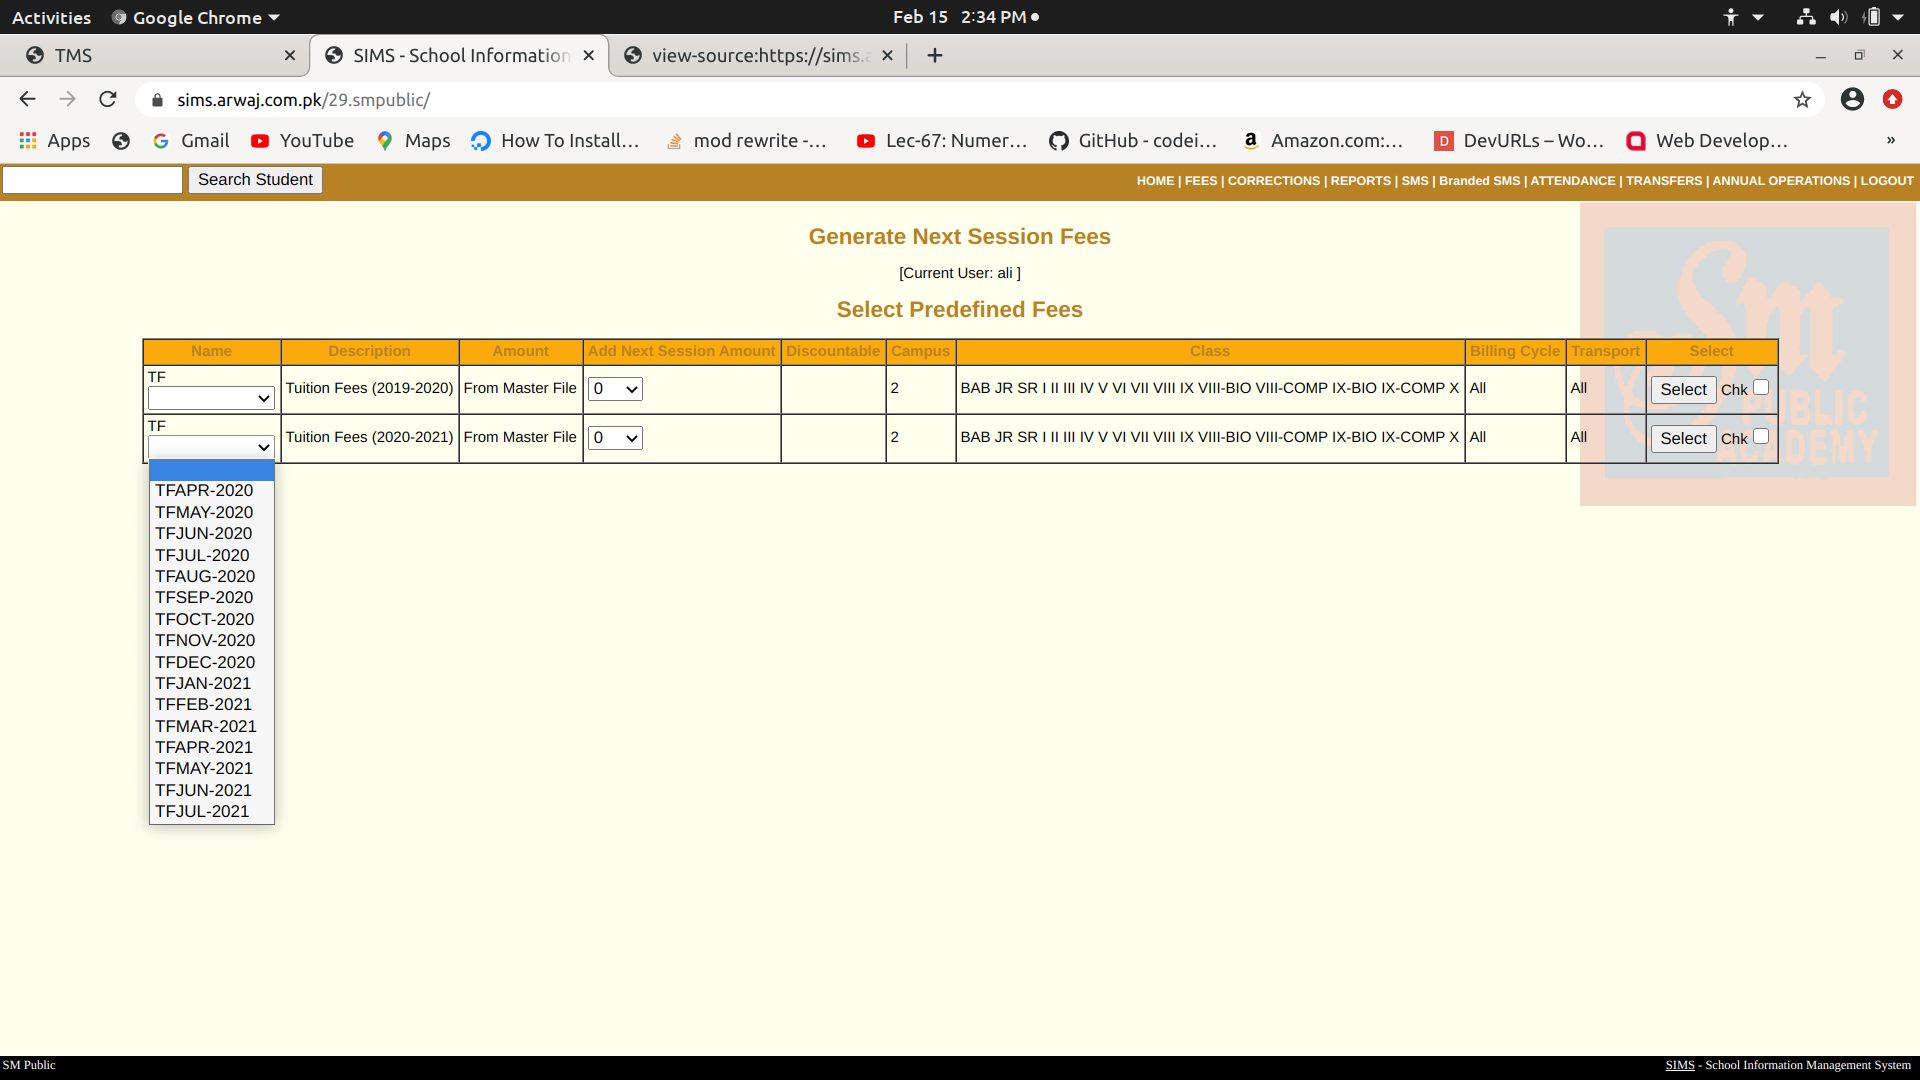 Activities Google Chrome Feb 15 2:34 PM
TMS SIMS - School Information view-source:https://sims.a
sims.arwaj.com.pk/29.smpublic/
Apps Gmail YouTube Maps How To Install... mod rewrite -... Lec-67: Numer... GitHub - codei... a Amazon.com:... D DevURLs – Wo... Web Develop... »
Search Student HOME | FEES | CORRECTIONS | REPORTS | SMS | Branded SMS | ATTENDANCE | TRANSFERS | ANNUAL OPERATIONS | LOGOUT
Generate Next Session Fees
[Current User: ali ]
Select Predefined Fees
Sm
PUBLIC
ACADEMY
Name Description Amount Add Next Session Amount Discountable Campus Class Billing Cycle Transport Select
TF
Tuition Fees (2019-2020) From Master File 0 2 BAB JR SR I II III IV V VI VII VIII IX VIII-BIO VIII-COMP IX-BIO IX-COMP X All All Select Chk
TF
Tuition Fees (2020-2021) From Master File 0 2 BAB JR SR I II III IV V VI VII VIII IX VIII-BIO VIII-COMP IX-BIO IX-COMP X All All Select Chk
TFAPR-2020
TFMAY-2020
TFJUN-2020
TFJUL-2020
TFAUG-2020
TFSEP-2020
TFOCT-2020
TFNOV-2020
TFDEC-2020
TFJAN-2021
TFFEB-2021
TFMAR-2021
TFAPR-2021
TFMAY-2021
TFJUN-2021
TFJUL-2021
SM Public SIMS - School Information Management System